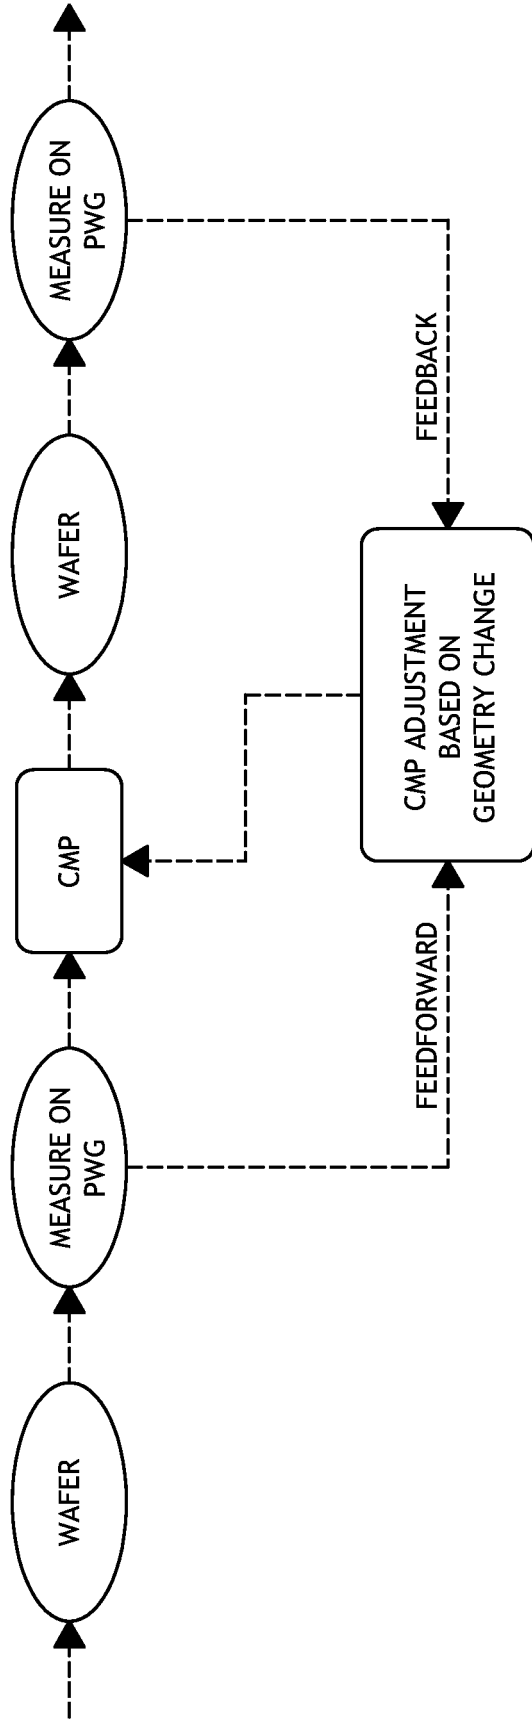 WAFER
MEASURE ON
PWG
CMP
WAFER
MEASURE ON
PWG
FEEDFORWARD
CMP ADJUSTMENT
BASED ON
GEOMETRY CHANGE
FEEDBACK